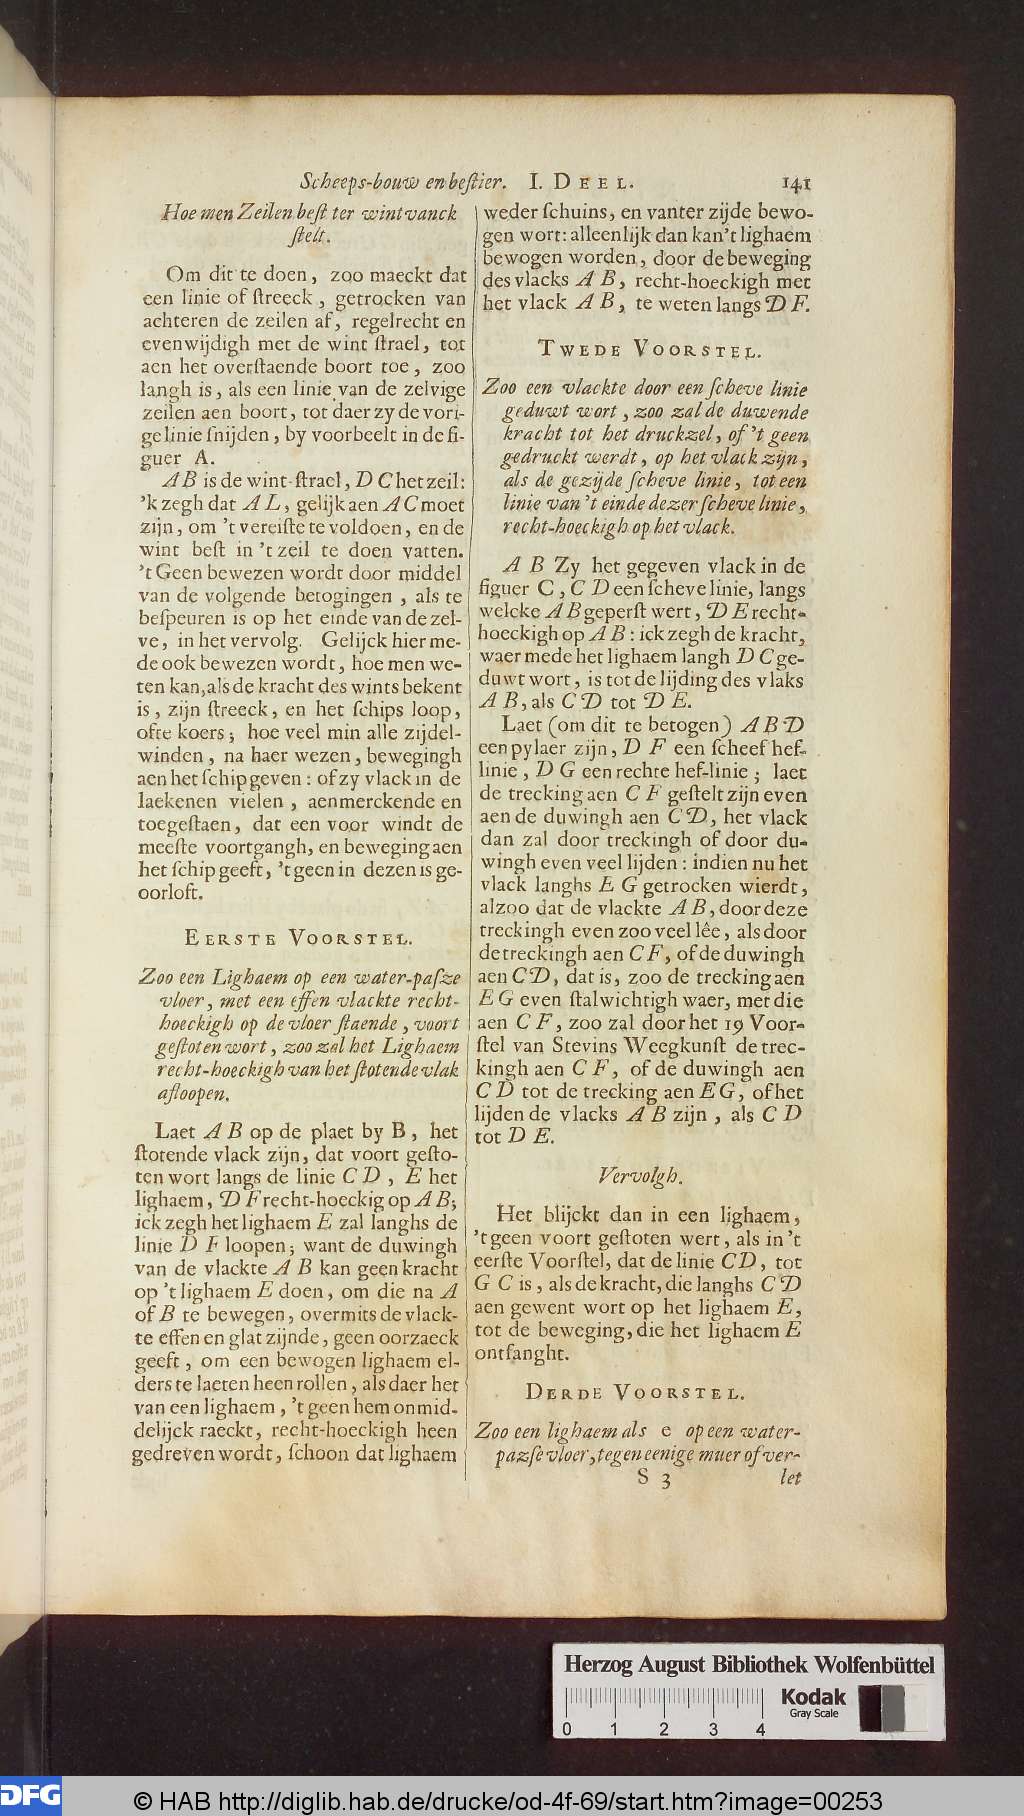 Scheeps-bouw en beſtier. I. DEEL. 141
Hoe men Zeilen beſt ter wintvanck
ſtelt.
Om dit te doen, zoo maeckt dat
een linie of ſtreeck, getrocken van
achteren de zeilen af, regelrecht en
evenwijdigh met de wint ſtrael, tot
aen het overſtaende boort toe, zoo
langh is, als een linie van de zelvige
zeilen aen boort, tot daer zy de vori-
ge linie ſnijden, by voorbeelt in de fi-
guer A.
AB is de wint-ſtrael, DC het zeil:
'k zegh dat AL, gelijk aen AC moet
zijn, om 't vereiſte te voldoen, en de
wint beſt in 't zeil te doen vatten.
't Geen bewezen wordt door middel
van de volgende betogingen, als te
beſpeuren is op het einde van de zel-
ve, in het vervolg. Gelijck hier me-
de ook bewezen wordt, hoe men we-
ten kan, als de kracht des wints bekent
is, zijn ſtreeck, en het ſchips loop,
ofte koers; hoe veel min alle zijdel-
winden, na haer wezen, bewegingh
aen het ſchip geven: of zy vlack in de
laekenen vielen, aenmerckende en
toegeſtaen, dat een voor windt de
meeſte voortgangh, en beweging aen
het ſchip geeft, 't geen in dezen is ge-
oorloft.
EERSTE VOORSTEL.
Zoo een Lighaem op een water-paſze
vloer, met een effen vlackte recht-
hoeckigh op de vloer ſtaende, voort
geſtoten wort, zoo zal het Lighaem
recht-hoeckigh van het ſtotende vlak
afloopen.
Laet AB op de plaet by B, het
ſtotende vlack zijn, dat voort geſto-
ten wort langs de linie CD, E het
lighaem, DF recht-hoeckig op AB;
ick zegh het lighaem E zal langhs de
linie DF loopen; want de duwingh
van de vlackte AB kan geen kracht
op 't lighaem E doen, om die na A
of B te bewegen, overmits de vlack-
te effen en glat zijnde, geen oorzaeck
geeft, om een bewogen lighaem el-
ders te laeten heen rollen, als daer het
van een lighaem, 't geen hem onmid-
delijck raeckt, recht-hoeckigh heen
gedreven wordt, ſchoon dat lighaem
weder ſchuins, en van ter zijde bewo-
gen wort: alleenlijk dan kan 't lighaem
bewogen worden, door de beweging
des vlacks AB, recht-hoeckigh met
het vlack AB, te weten langs DF.
TWEDE VOORSTEL.
Zoo een vlackte door een ſcheve linie
geduwt wort, zoo zal de duwende
kracht tot het druckzel, of 't geen
gedruckt werdt, op het vlack zijn,
als de gezijde ſcheve linie, tot een
linie van 't einde dezer ſcheve linie,
recht-hoeckigh op het vlack.
AB Zy het gegeven vlack in de
figuer C, CD een ſcheve linie, langs
welcke AB geperſt wert, DE recht-
hoeckigh op AB: ick zegh de kracht,
waer mede het lighaem langh DC ge-
duwt wort, is tot de lijding des vlaks
AB, als CD tot DE.
Laet (om dit te betogen) ABD
een pylaer zijn, DF een ſcheef hef-
linie, DG een rechte hef-linie; laet
de trecking aen CF geſtelt zijn even
aen de duwingh aen CD, het vlack
dan zal door treckingh of door du-
wingh even veel lijden: indien nu het
vlack langhs EG getrocken wierdt,
alzoo dat de vlackte AB, door deze
treckingh even zoo veel lêe, als door
de treckingh aen CF, of de duwingh
aen CD, dat is, zoo de trecking aen
EG even ſtalwichtigh waer, met die
aen CF, zoo zal door het 19 Voor-
ſtel van Stevins Weegkunſt de trec-
kingh aen CF, of de duwingh aen
CD tot de trecking aen EG, of het
lijden de vlacks AB zijn, als CD
tot DE.
Vervolgh.
Het blijckt dan in een lighaem,
't geen voort geſtoten wert, als in 't
eerſte Voorſtel, dat de linie CD, tot
GC is, als de kracht, die langhs CD
aen gewent wort op het lighaem E,
tot de beweging, die het lighaem E
ontfanght.
DERDE VOORSTEL.
Zoo een lighaem als e op een water-
pazſe vloer, tegen eenige muer of ver-
S 3 let
Herzog August Bibliothek Wolfenbüttel
Kodak
Gray Scale
0 1 2 3 4
DFG © HAB http://diglib.hab.de/drucke/od-4f-69/start.htm?image=00253